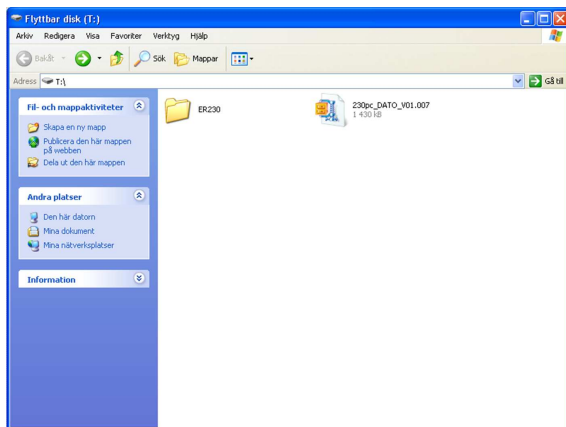 Flyttbar disk (T:)
Arkiv Redigera Visa Favoriter Verktyg Hjälp
Bakåt Sök Mappar
Adress T:\ Gå till
Fil- och mappaktiviteter
Skapa en ny mapp
Publicera den här mappen
på webben
Dela ut den här mappen
Andra platser
Den här datorn
Mina dokument
Mina nätverksplatser
Information
ER230
230pc_DATO_V01.007
1 430 kB